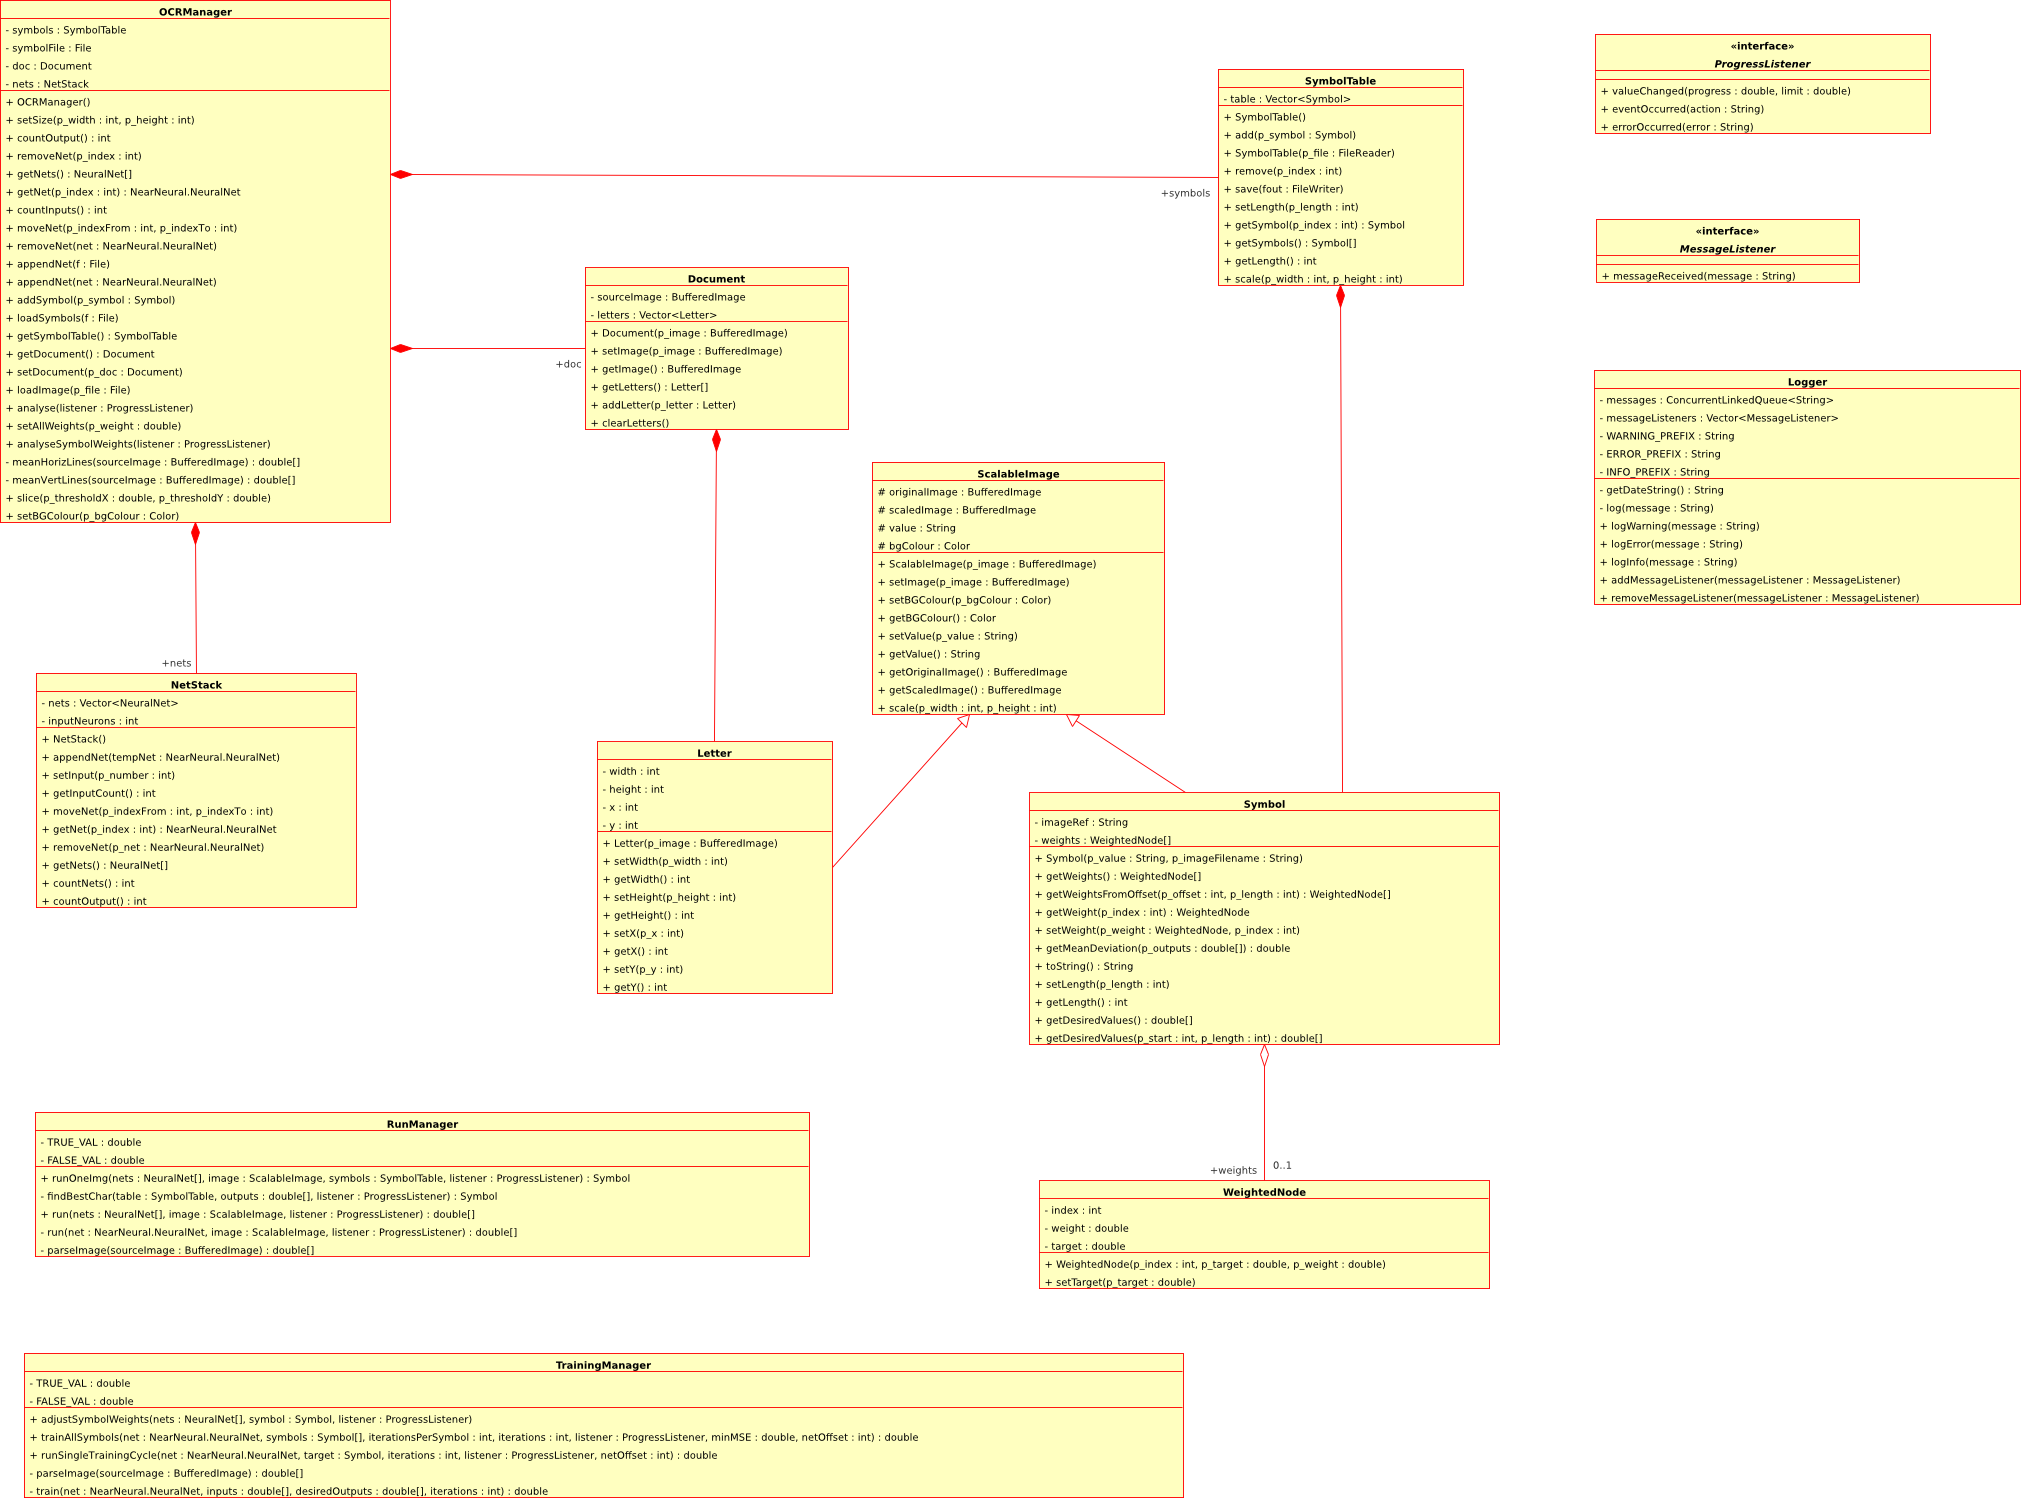 OCRManager
- symbols : SymbolTable
- symbolFile : File
- doc : Document
- nets : NetStack
+ OCRManager()
+ setSize(p_width : int, p_height : int)
+ countOutput() : int
+ removeNet(p_index : int)
+ getNets() : NeuralNet[]
+ getNet(p_index : int) : NearNeural.NeuralNet
+ countInputs() : int
+ moveNet(p_indexFrom : int, p_indexTo : int)
+ removeNet(net : NearNeural.NeuralNet)
+ appendNet(f : File)
+ appendNet(net : NearNeural.NeuralNet)
+ addSymbol(p_symbol : Symbol)
+ loadSymbols(f : File)
+ getSymbolTable() : SymbolTable
+ getDocument() : Document
+ setDocument(p_doc : Document)
+ loadImage(p_file : File)
+ analyse(listener : ProgressListener)
+ setAllWeights(p_weight : double)
+ analyseSymbolWeights(listener : ProgressListener)
- meanHorizLines(sourceImage : BufferedImage) : double[]
- meanVertLines(sourceImage : BufferedImage) : double[]
+ slice(p_thresholdX : double, p_thresholdY : double)
+ setBGColour(p_bgColour : Color)
+symbols
+doc
+nets
SymbolTable
- table : Vector<Symbol>
+ SymbolTable()
+ add(p_symbol : Symbol)
+ SymbolTable(p_file : FileReader)
+ remove(p_index : int)
+ save(fout : FileWriter)
+ setLength(p_length : int)
+ getSymbol(p_index : int) : Symbol
+ getSymbols() : Symbol[]
+ getLength() : int
+ scale(p_width : int, p_height : int)
«interface»
ProgressListener
+ valueChanged(progress : double, limit : double)
+ eventOccurred(action : String)
+ errorOccurred(error : String)
«interface»
MessageListener
+ messageReceived(message : String)
Document
- sourceImage : BufferedImage
- letters : Vector<Letter>
+ Document(p_image : BufferedImage)
+ setImage(p_image : BufferedImage)
+ getImage() : BufferedImage
+ getLetters() : Letter[]
+ addLetter(p_letter : Letter)
+ clearLetters()
Logger
- messages : ConcurrentLinkedQueue<String>
- messageListeners : Vector<MessageListener>
- WARNING_PREFIX : String
- ERROR_PREFIX : String
- INFO_PREFIX : String
- getDateString() : String
- log(message : String)
+ logWarning(message : String)
+ logError(message : String)
+ logInfo(message : String)
+ addMessageListener(messageListener : MessageListener)
+ removeMessageListener(messageListener : MessageListener)
ScalableImage
# originalImage : BufferedImage
# scaledImage : BufferedImage
# value : String
# bgColour : Color
+ ScalableImage(p_image : BufferedImage)
+ setImage(p_image : BufferedImage)
+ setBGColour(p_bgColour : Color)
+ getBGColour() : Color
+ setValue(p_value : String)
+ getValue() : String
+ getOriginalImage() : BufferedImage
+ getScaledImage() : BufferedImage
+ scale(p_width : int, p_height : int)
NetStack
- nets : Vector<NeuralNet>
- inputNeurons : int
+ NetStack()
+ appendNet(tempNet : NearNeural.NeuralNet)
+ setInput(p_number : int)
+ getInputCount() : int
+ moveNet(p_indexFrom : int, p_indexTo : int)
+ getNet(p_index : int) : NearNeural.NeuralNet
+ removeNet(p_net : NearNeural.NeuralNet)
+ getNets() : NeuralNet[]
+ countNets() : int
+ countOutput() : int
Letter
- width : int
- height : int
- x : int
- y : int
+ Letter(p_image : BufferedImage)
+ setWidth(p_width : int)
+ getWidth() : int
+ setHeight(p_height : int)
+ getHeight() : int
+ setX(p_x : int)
+ getX() : int
+ setY(p_y : int)
+ getY() : int
Symbol
- imageRef : String
- weights : WeightedNode[]
+ Symbol(p_value : String, p_imageFilename : String)
+ getWeights() : WeightedNode[]
+ getWeightsFromOffset(p_offset : int, p_length : int) : WeightedNode[]
+ getWeight(p_index : int) : WeightedNode
+ setWeight(p_weight : WeightedNode, p_index : int)
+ getMeanDeviation(p_outputs : double[]) : double
+ toString() : String
+ setLength(p_length : int)
+ getLength() : int
+ getDesiredValues() : double[]
+ getDesiredValues(p_start : int, p_length : int) : double[]
+weights
0..1
RunManager
- TRUE_VAL : double
- FALSE_VAL : double
+ runOneImg(nets : NeuralNet[], image : ScalableImage, symbols : SymbolTable, listener : ProgressListener) : Symbol
- findBestChar(table : SymbolTable, outputs : double[], listener : ProgressListener) : Symbol
+ run(nets : NeuralNet[], image : ScalableImage, listener : ProgressListener) : double[]
- run(net : NearNeural.NeuralNet, image : ScalableImage, listener : ProgressListener) : double[]
- parseImage(sourceImage : BufferedImage) : double[]
WeightedNode
- index : int
- weight : double
- target : double
+ WeightedNode(p_index : int, p_target : double, p_weight : double)
+ setTarget(p_target : double)
TrainingManager
- TRUE_VAL : double
- FALSE_VAL : double
+ adjustSymbolWeights(nets : NeuralNet[], symbol : Symbol, listener : ProgressListener)
+ trainAllSymbols(net : NearNeural.NeuralNet, symbols : Symbol[], iterationsPerSymbol : int, iterations : int, listener : ProgressListener, minMSE : double, netOffset : int) : double
+ runSingleTrainingCycle(net : NearNeural.NeuralNet, target : Symbol, iterations : int, listener : ProgressListener, netOffset : int) : double
- parseImage(sourceImage : BufferedImage) : double[]
- train(net : NearNeural.NeuralNet, inputs : double[], desiredOutputs : double[], iterations : int) : double